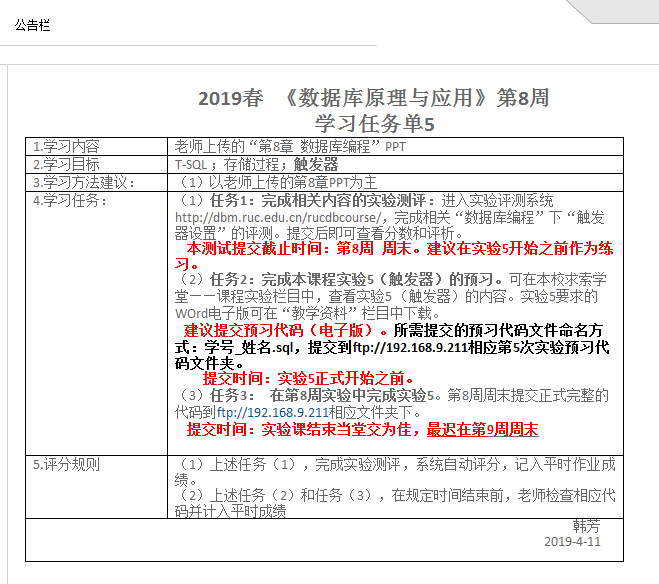 公告栏
2019春 《数据库原理与应用》第8周
学习任务单5
1.学习内容 老师上传的“第8章 数据库编程”PPT
2.学习目标 T-SQL；存储过程；触发器
3.学习方法建议： （1）以老师上传的第8章PPT为主
4.学习任务： （1）任务1：完成相关内容的实验测评：进入实验评测系统
http://dbm.ruc.edu.cn/rucdbcourse/，完成相关“数据库编程”下“触发
器设置”的评测。提交后即可查看分数和评析。
本测试提交截止时间：第8周 周末。建议在实验5开始之前作为练
习。
（2）任务2：完成本课程实验5（触发器）的预习。可在本校求索学
堂——课程实验栏目中，查看实验5（触发器）的内容。实验5要求的
WOrd电子版可在“教学资料”栏目中下载。
建议提交预习代码（电子版）。所需提交的预习代码文件命名方
式：学号_姓名.sql，提交到ftp://192.168.9.211相应第5次实验预习代
码文件夹。
提交时间：实验5正式开始之前。
（3）任务3： 在第8周实验中完成实验5。第8周周末提交正式完整的
代码到ftp://192.168.9.211相应文件夹下。
提交时间：实验课结束当堂交为佳，最迟在第9周周末
5.评分规则 （1）上述任务（1），完成实验测评，系统自动评分，记入平时作业成
绩。
（2）上述任务（2）和任务（3），在规定时间结束前，老师检查相应代
码并计入平时成绩
韩芳
2019-4-11